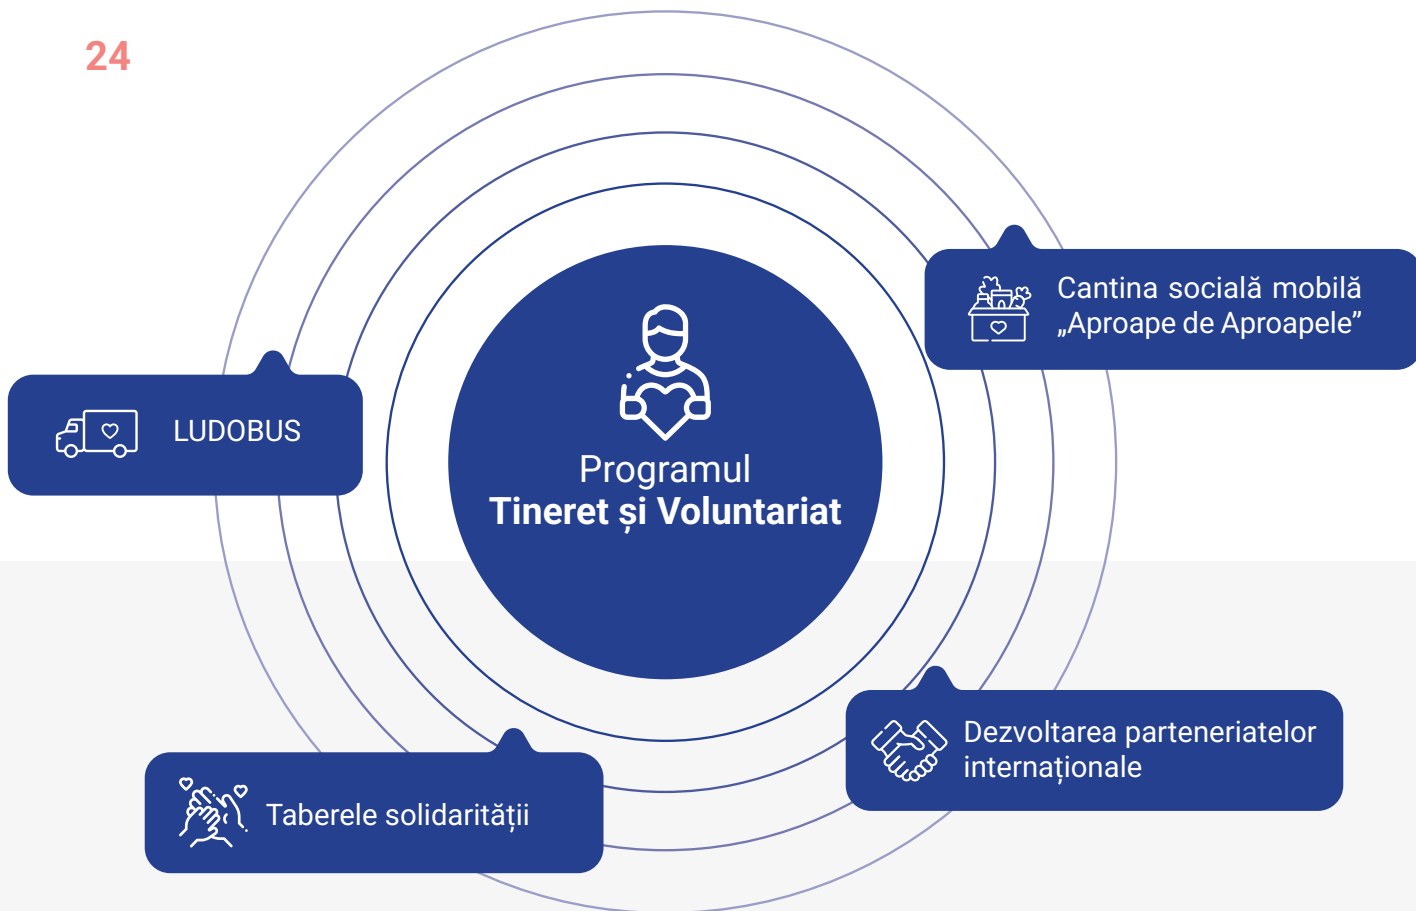 24
Cantina socială mobilă
„Aproape de Aproapele”
LUDOBUS
Programul
Tineret și Voluntariat
Dezvoltarea parteneriatelor
internaționale
Taberele solidarității